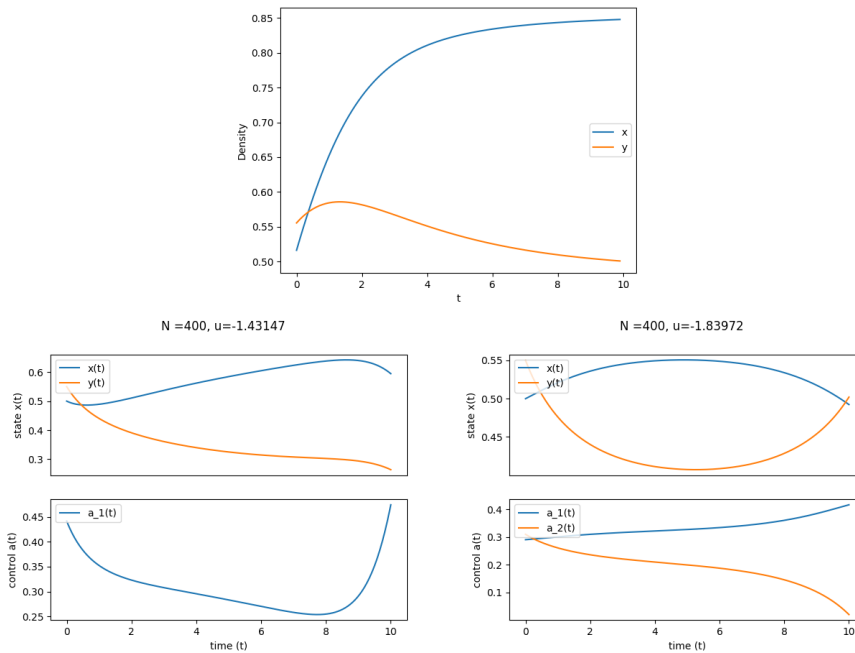 0.85
0.80
0.75
0.70
0.65
0.60
0.55
0.50
Density
x
y
0 2 4 6 8 10
t
N =400, u=-1.43147
0.6
0.5
0.4
0.3
state x(t)
x(t)
y(t)
0.45
0.40
0.35
0.30
0.25
control a(t)
a_1(t)
0 2 4 6 8 10
time (t)
N =400, u=-1.83972
0.55
0.50
0.45
state x(t)
x(t)
y(t)
0.4
0.3
0.2
0.1
control a(t)
a_1(t)
a_2(t)
0 2 4 6 8 10
time (t)